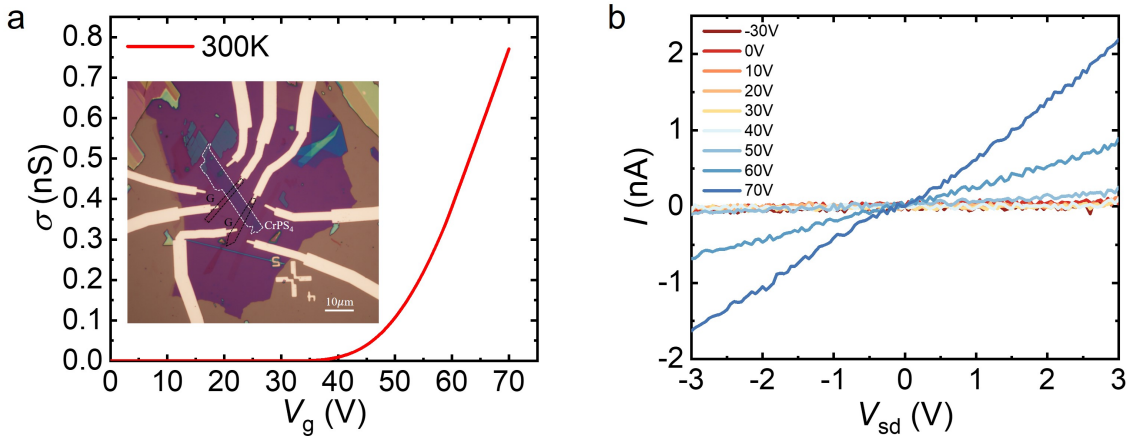 a
300K
σ (nS)
0.8
0.7
0.6
0.5
0.4
0.3
0.2
0.1
0.0
0 10 20 30 40 50 60 70
Vg (V)
G
G
CrPS4
10μm
b
-30V
0V
10V
20V
30V
40V
50V
60V
70V
I (nA)
2
1
0
-1
-2
-3 -2 -1 0 1 2 3
Vsd (V)